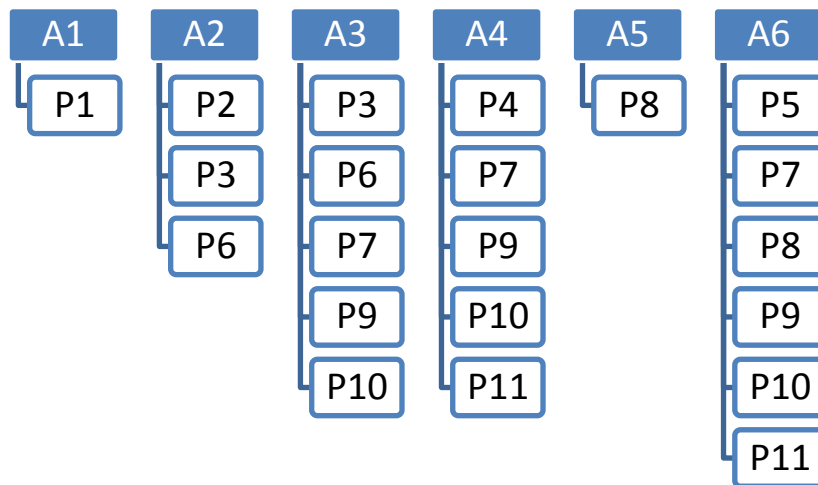 A1 A2 A3 A4 A5 A6
P1 P2 P3 P4 P8 P5
P3 P6 P7 P7
P6 P7 P9 P8
P9 P10 P9
P10 P11 P10
P11